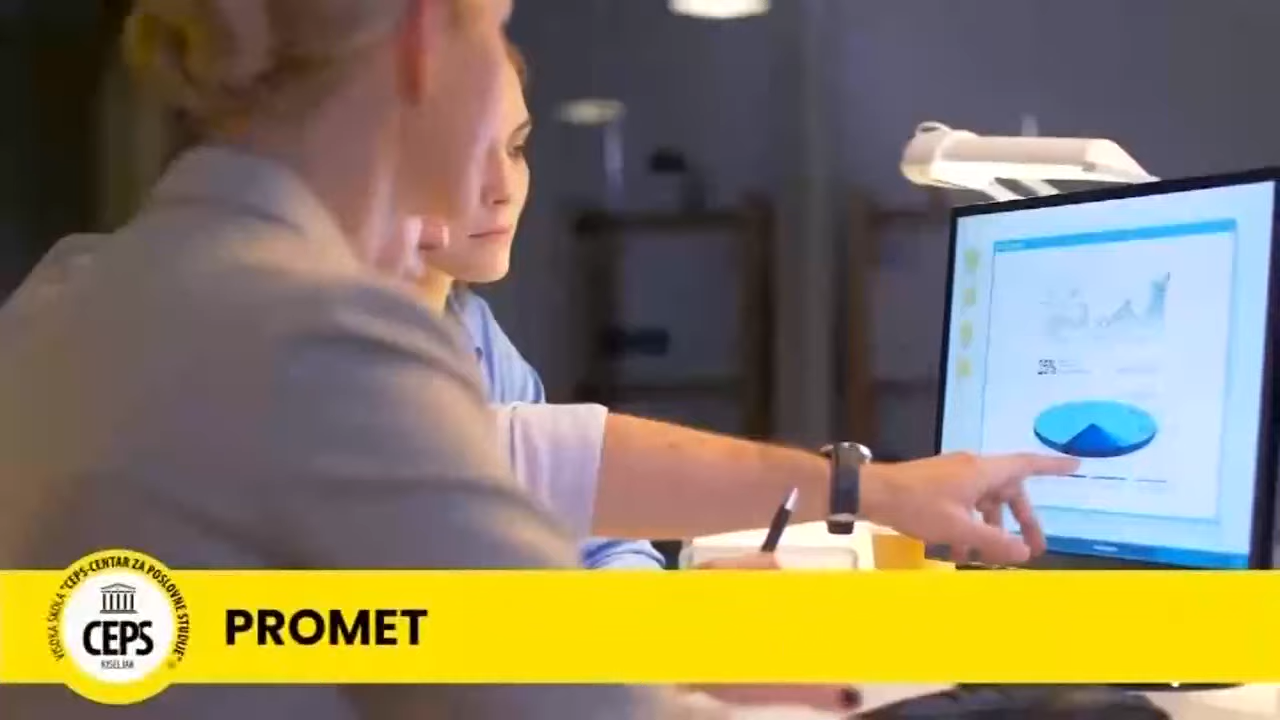 VISOKA ŠKOLA "CEPS-CENTAR ZA POSLOVNE STUDIJE"
CEPS
KISELJAK
PROMET